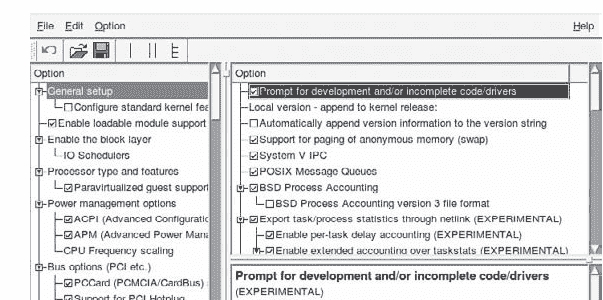 File Edit Option Help
Option
General setup
Configure standard kernel fea
Enable loadable module support
Enable the block layer
IO Schedulers
Processor type and features
Paravirtualized guest support
Power management options
ACPI (Advanced Configuratic
APM (Advanced Power Man
CPU Frequency scaling
Bus options (PCI etc.)
PCCard (PCMCIA/CardBus)
Support for PCI Hotplug
Option
Prompt for development and/or incomplete code/drivers
Local version - append to kernel release:
Automatically append version information to the version string
Support for paging of anonymous memory (swap)
System V IPC
POSIX Message Queues
BSD Process Accounting
BSD Process Accounting version 3 file format
Export task/process statistics through netlink (EXPERIMENTAL)
Enable per-task delay accounting (EXPERIMENTAL)
Enable extended accounting over taskstats (EXPERIMENTAL)
Prompt for development and/or incomplete code/drivers
(EXPERIMENTAL)